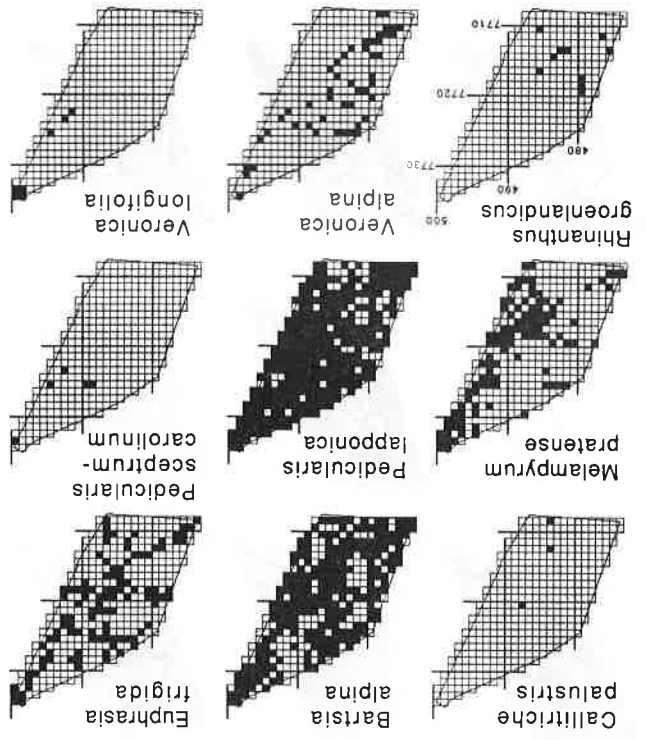 Callitriche
palustris
Bartsia
alpina
Euphrasia
frigida
Melampyrum
pratense
Pedicularis
lapponica
Pedicularis
sceptrum-
carolinum
Rhinanthus
groenlandicus
500
7730
490
480
7720
7710
Veronica
alpina
Veronica
longifolia